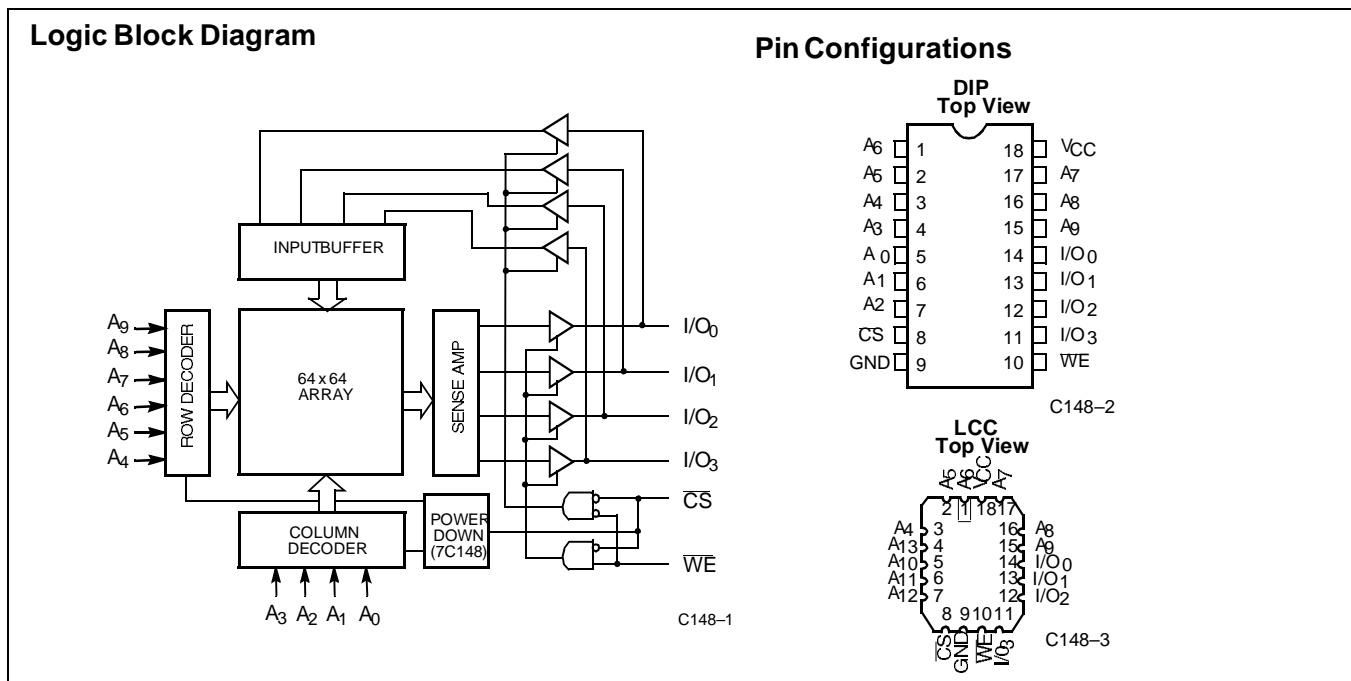 Logic Block Diagram
INPUTBUFFER
A9
A8
A7
A6
A5
A4
ROW DECODER
64 x 64
ARRAY
SENSE AMP
I/O0
I/O1
I/O2
I/O3
CS
WE
COLUMN
DECODER
POWER
DOWN
(7C148)
A3 A2 A1 A0
C148–1
Pin Configurations
DIP
Top View
A6 1 18 VCC
A5 2 17 A7
A4 3 16 A8
A3 4 15 A9
A0 5 14 I/O0
A1 6 13 I/O1
A2 7 12 I/O2
CS 8 11 I/O3
GND 9 10 WE
C148–2
LCC
Top View
A5 A6 VCC A7
2 1 18 17
A4 3 16 A8
A13 4 15 A9
A10 5 14 I/O0
A11 6 13 I/O1
A12 7 12 I/O2
8 9 10 11
CS GND WE I/O3
C148–3